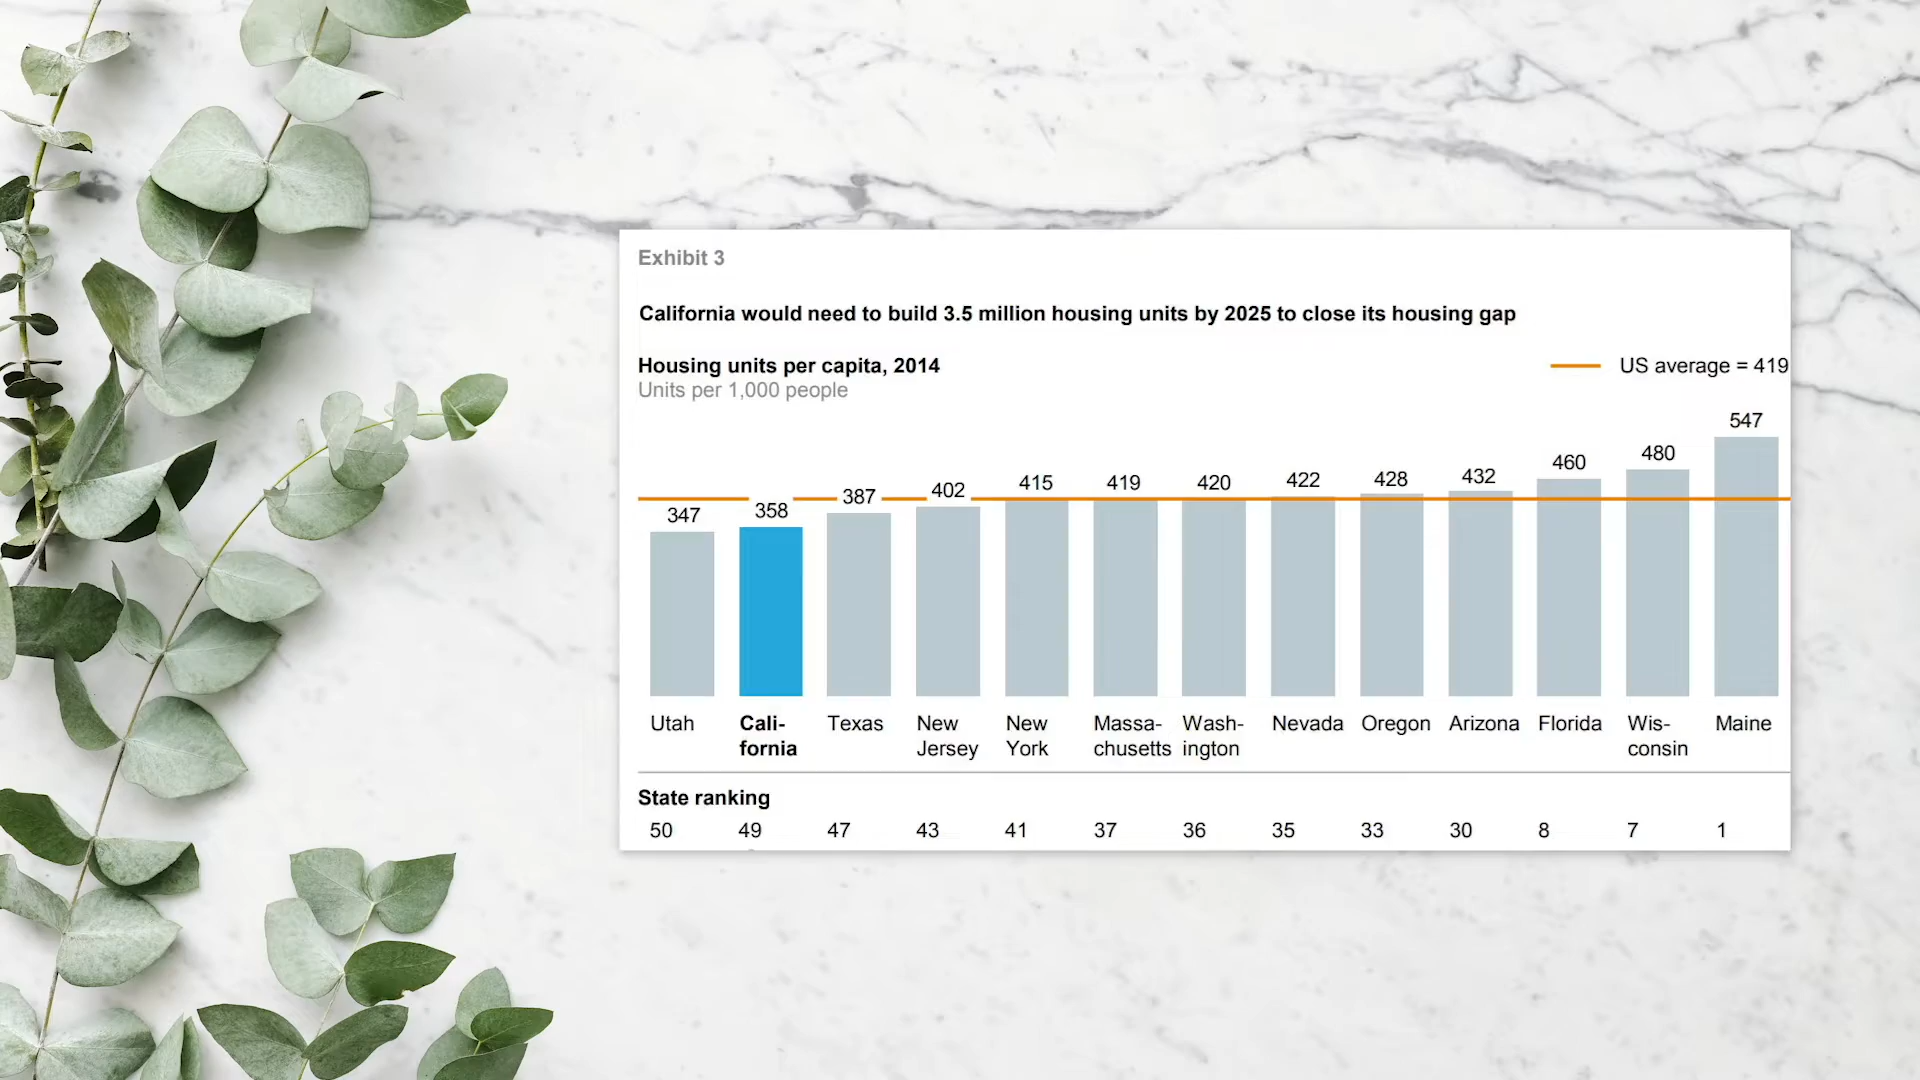 Exhibit 3
California would need to build 3.5 million housing units by 2025 to close its housing gap
Housing units per capita, 2014
US average = 419
Units per 1,000 people
347 358 387 402 415 419 420 422 428 432 460 480 547
Utah Cali- Texas New New Massa- Wash- Nevada Oregon Arizona Florida Wis- Maine
fornia Jersey York chusetts ington consin
State ranking
50 49 47 43 41 37 36 35 33 30 8 7 1